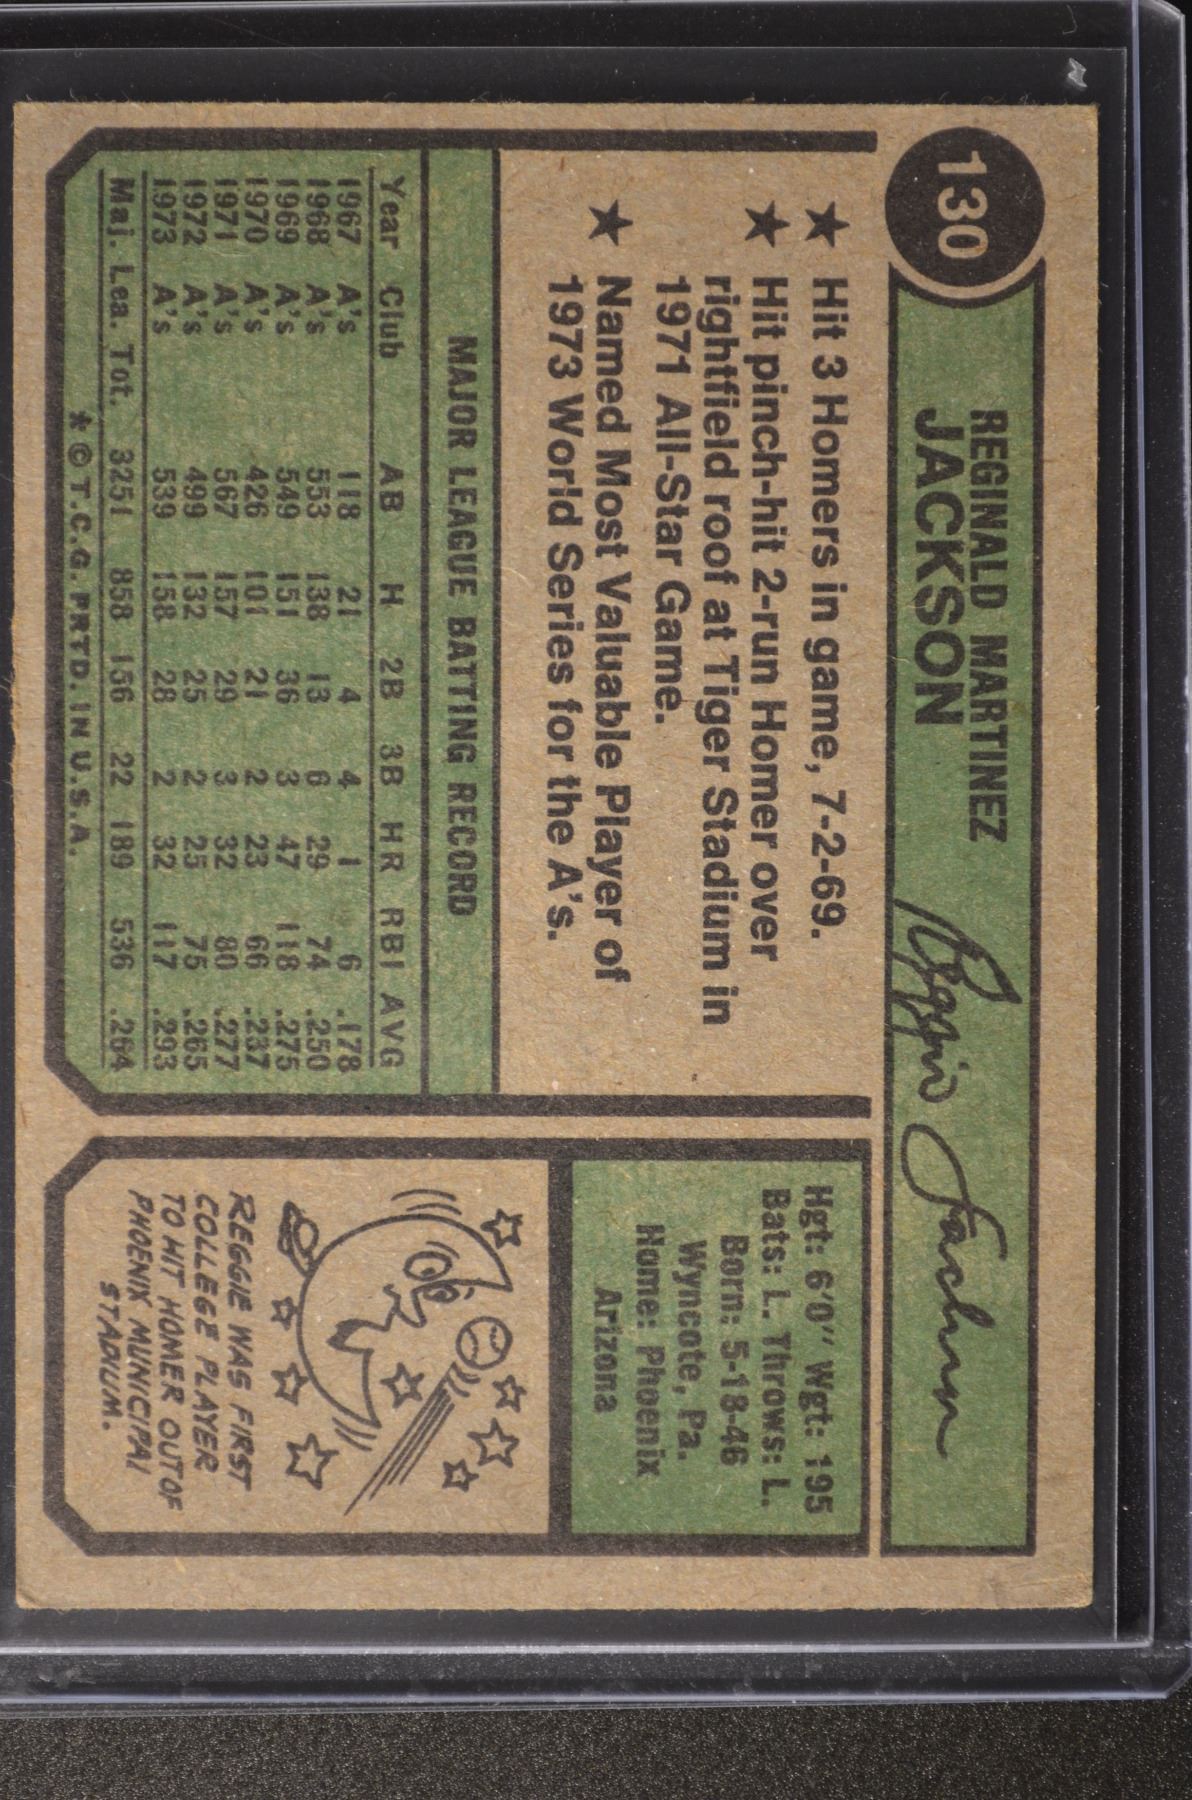 130
REGINALD MARTINEZ
JACKSON
Reggie Jackson
★ Hit 3 Homers in game, 7-2-69.
★ Hit pinch-hit 2-run Homer over
rightfield roof at Tiger Stadium in
1971 All-Star Game.
★ Named Most Valuable Player of
1973 World Series for the A's.
MAJOR LEAGUE BATTING RECORD
Year Club AB H 2B 3B HR RBI AVG
1967 A's 118 21 4 4 1 6 .178
1968 A's 553 138 13 6 29 74 .250
1969 A's 549 151 36 3 47 118 .275
1970 A's 426 101 21 2 23 66 .237
1971 A's 567 157 29 3 32 80 .277
1972 A's 499 132 25 2 25 75 .265
1973 A's 539 158 28 2 32 117 .293
Maj. Lea. Tot. 3251 858 156 22 189 536 .264
* © T.C.G. PRTD. IN U.S.A.
Hgt: 6'0" Wgt: 195
Bats: L. Throws: L.
Born: 5-18-46
Wyncote, Pa.
Home: Phoenix
Arizona
REGGIE WAS FIRST
COLLEGE PLAYER
TO HIT HOMER OUT OF
PHOENIX MUNICIPAL
STADIUM.